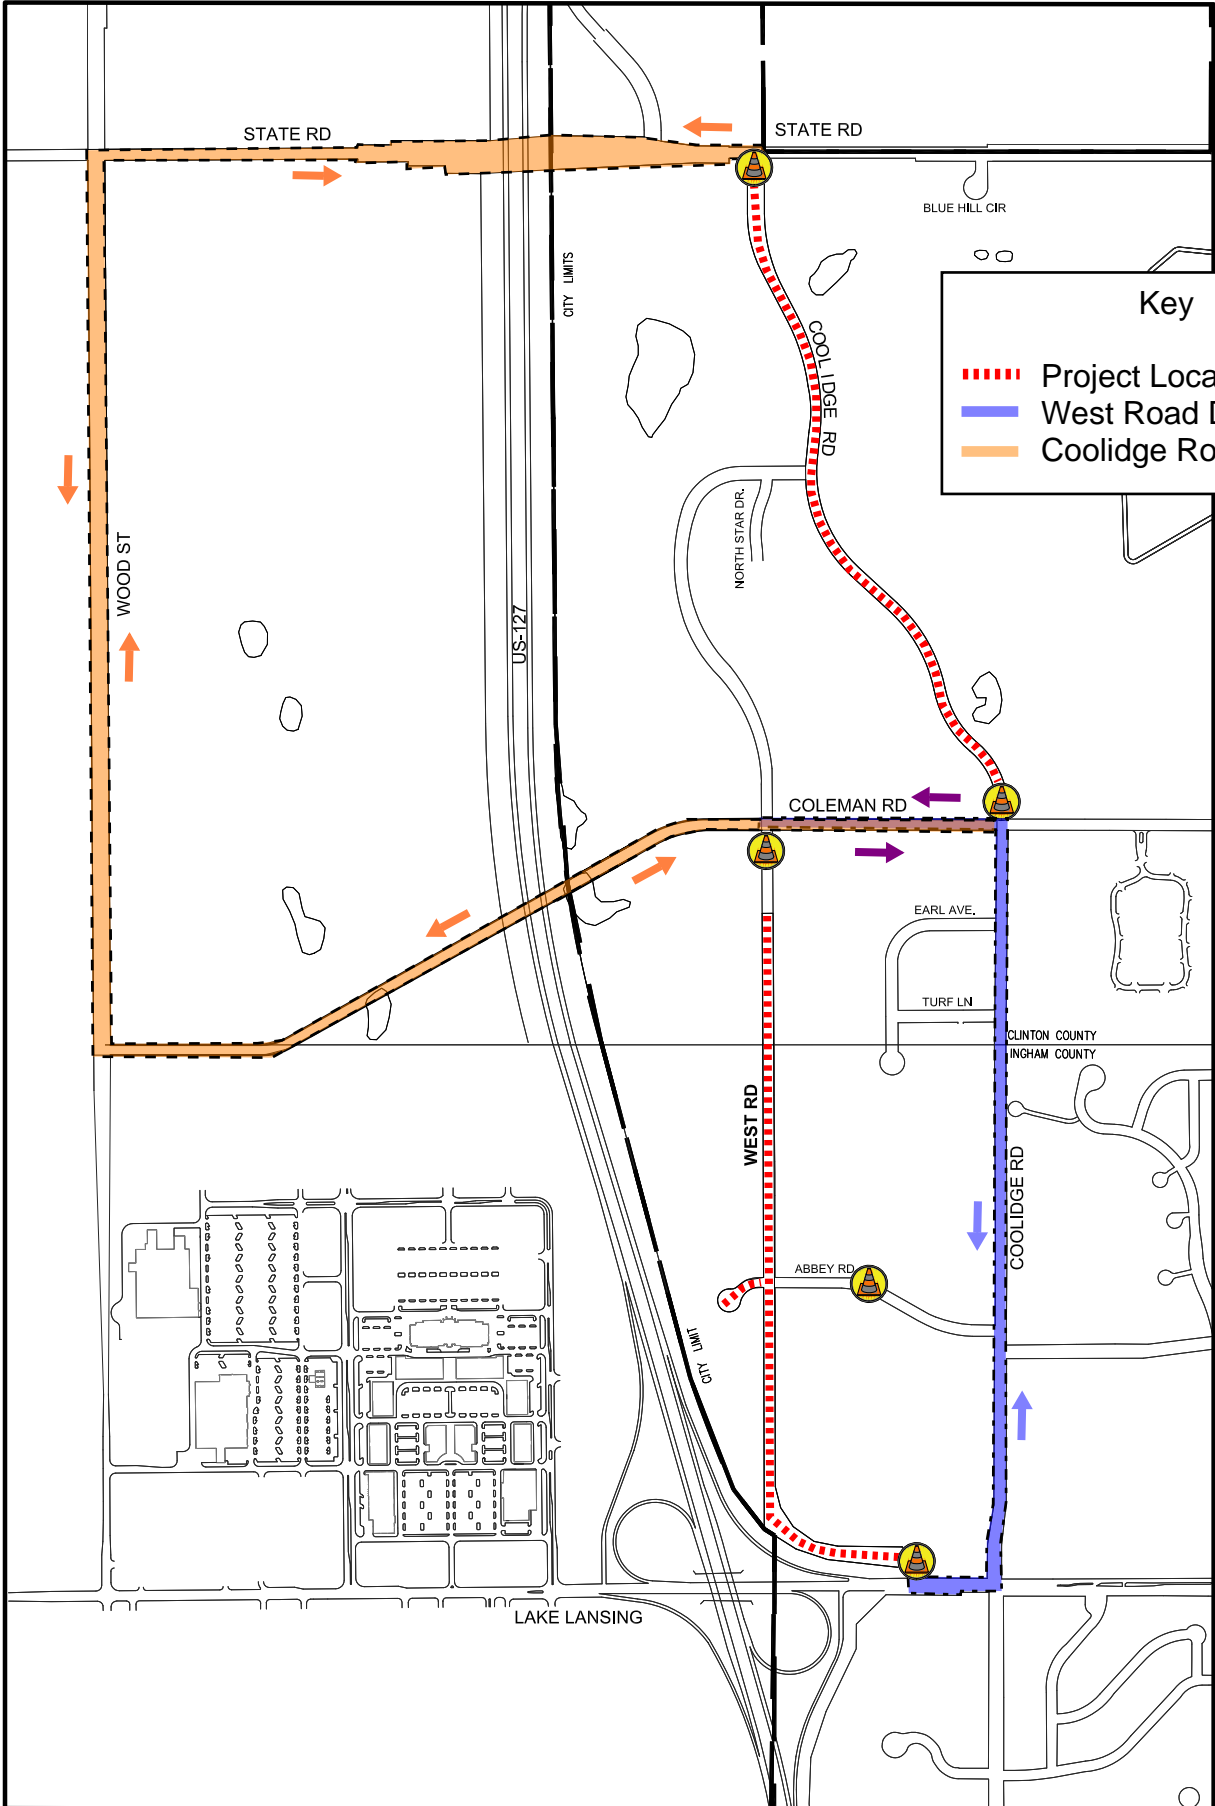 STATE RD
STATE RD
BLUE HILL CIR
CITY LIMITS
Key
COOLIDGE RD
Project Loca
West Road
Coolidge Ro
NORTH STAR DR.
WOOD ST
US-127
COLEMAN RD
EARL AVE.
TURF LN
CLINTON COUNTY
INGHAM COUNTY
WEST RD
COOLIDGE RD
ABBEY RD
CITY LIMIT
LAKE LANSING